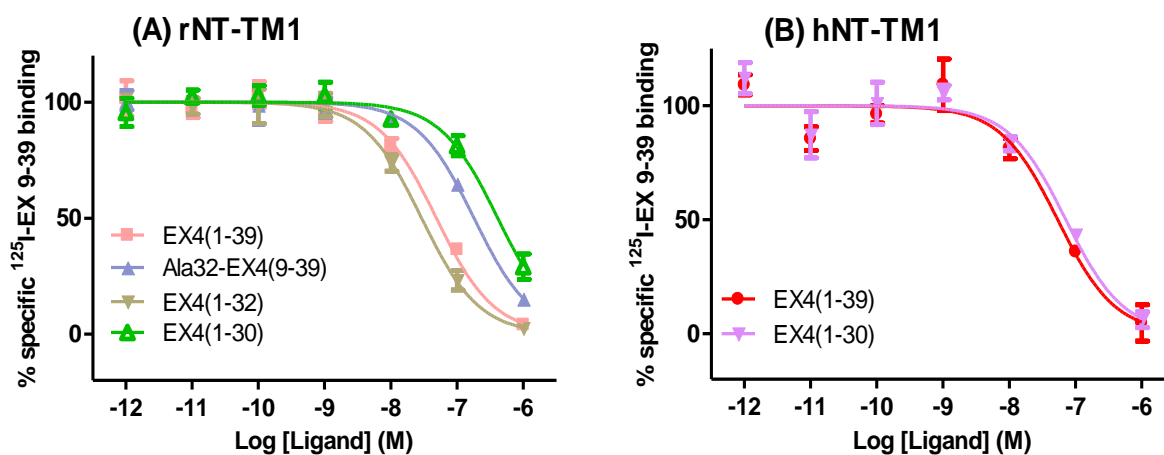 (A) rNT-TM1
% specific ¹²⁵I-EX 9-39 binding
100
50
0
EX4(1-39)
Ala32-EX4(9-39)
EX4(1-32)
EX4(1-30)
-12 -11 -10 -9 -8 -7 -6
Log [Ligand] (M)
(B) hNT-TM1
% specific ¹²⁵I-EX 9-39 binding
100
50
0
EX4(1-39)
EX4(1-30)
-12 -11 -10 -9 -8 -7 -6
Log [Ligand] (M)